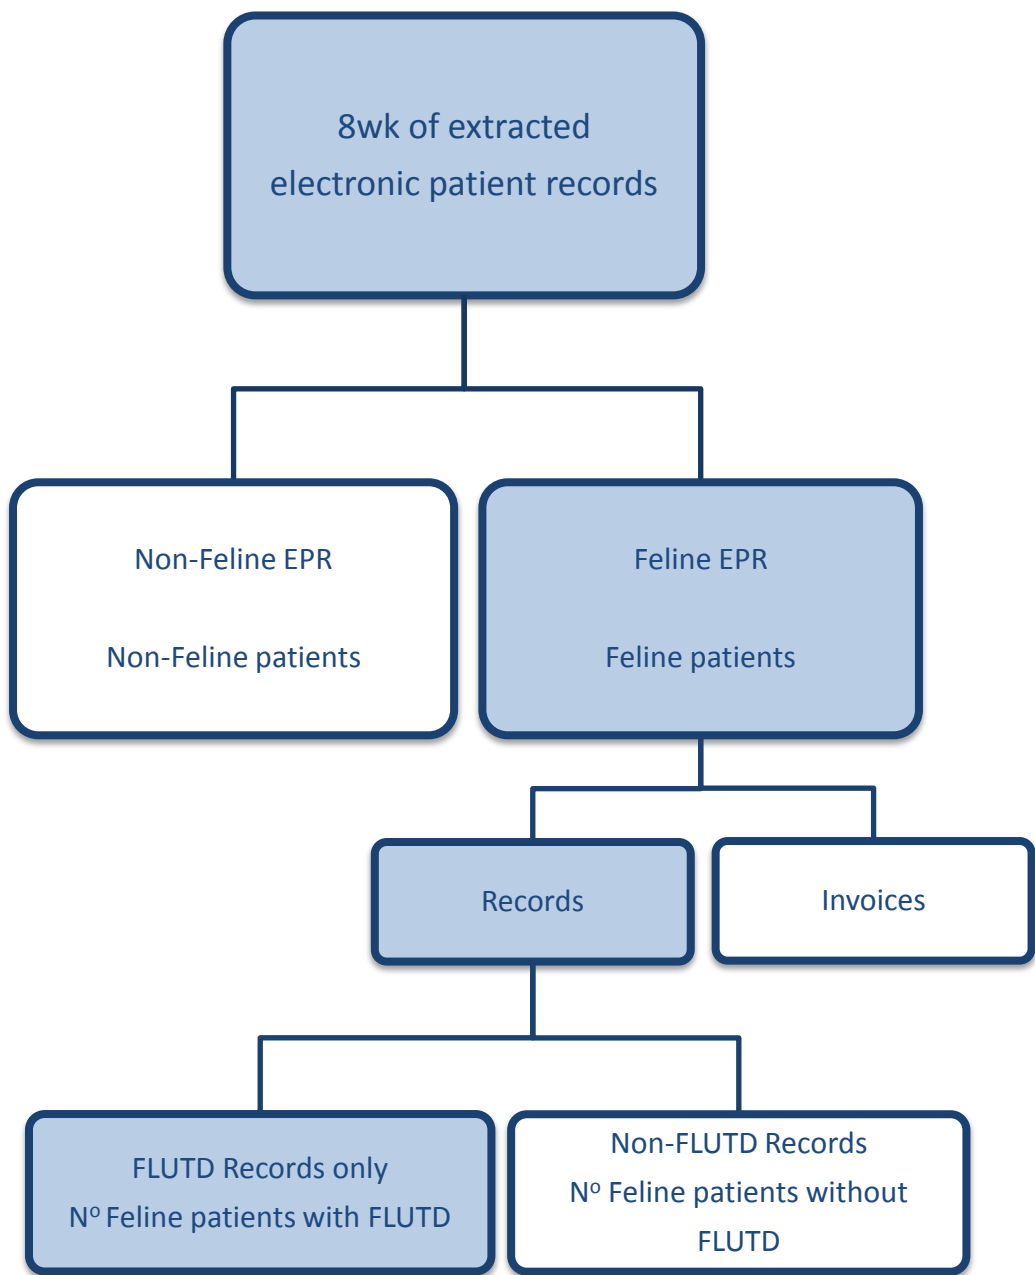 8wk of extracted
electronic patient records
Non-Feline EPR
Non-Feline patients
Feline EPR
Feline patients
Records
Invoices
FLUTD Records only
Nº Feline patients with FLUTD
Non-FLUTD Records
Nº Feline patients without
FLUTD